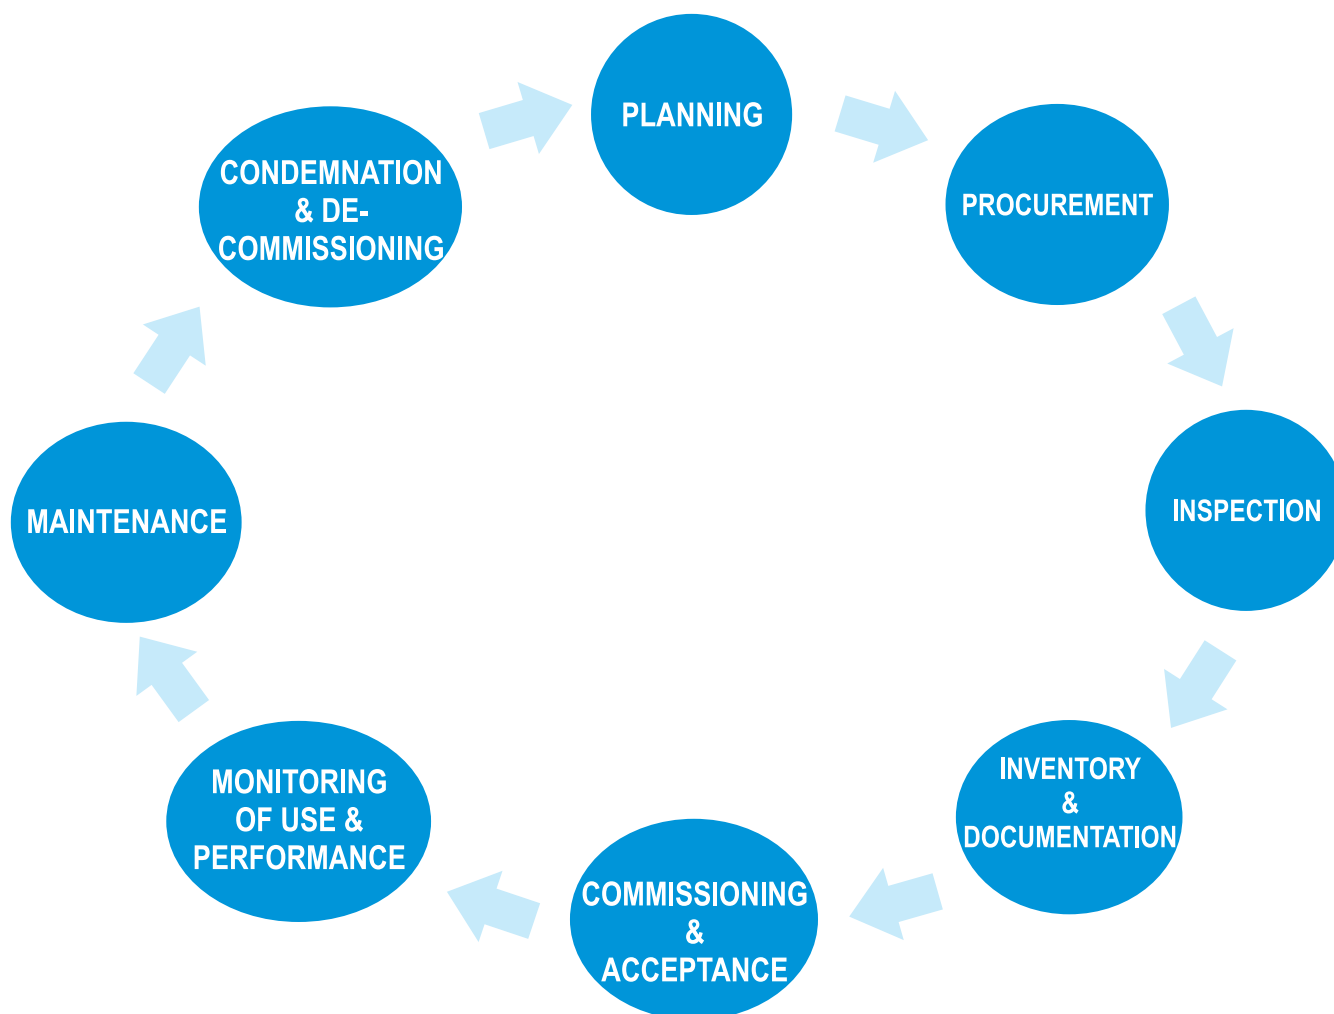 PLANNING
PROCUREMENT
INSPECTION
INVENTORY
&
DOCUMENTATION
COMMISSIONING
&
ACCEPTANCE
MONITORING
OF USE &
PERFORMANCE
MAINTENANCE
CONDEMNATION
& DE-
COMMISSIONING